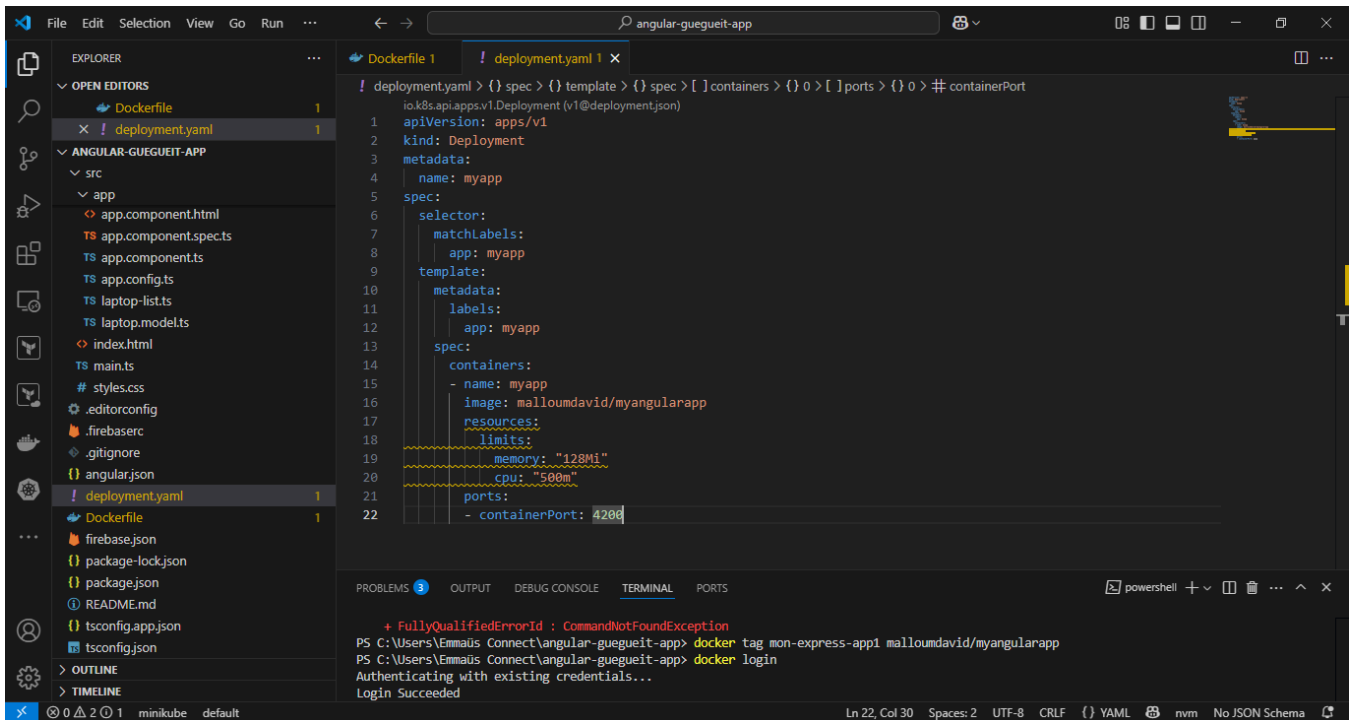 File Edit Selection View Go Run ··· ← → angular-guegueit-app
EXPLORER ···
OPEN EDITORS
Dockerfile 1
deployment.yaml 1
ANGULAR-GUEGUEIT-APP
src
app
app.component.html
TS app.component.spec.ts
TS app.component.ts
TS app.config.ts
TS laptop-list.ts
TS laptop.model.ts
index.html
TS main.ts
# styles.css
.editorconfig
.firebaserc
.gitignore
{} angular.json
! deployment.yaml 1
Dockerfile 1
firebase.json
{} package-lock.json
{} package.json
README.md
{} tsconfig.app.json
tsconfig.json
OUTLINE
TIMELINE
Dockerfile 1 ! deployment.yaml 1 ×
! deployment.yaml > {} spec > {} template > {} spec > [ ] containers > {} 0 > [ ] ports > {} 0 > # containerPort
io.k8s.api.apps.v1.Deployment (v1@deployment.json)
1 apiVersion: apps/v1
2 kind: Deployment
3 metadata:
4 name: myapp
5 spec:
6 selector:
7 matchLabels:
8 app: myapp
9 template:
10 metadata:
11 labels:
12 app: myapp
13 spec:
14 containers:
15 - name: myapp
16 image: malloumdavid/myangularapp
17 resources:
18 limits:
19 memory: "128Mi"
20 cpu: "500m"
21 ports:
22 - containerPort: 4200
PROBLEMS 3 OUTPUT DEBUG CONSOLE TERMINAL PORTS powershell
+ FullyQualifiedErrorId : CommandNotFoundException
PS C:\Users\Emmaüs Connect\angular-guegueit-app> docker tag mon-express-app1 malloumdavid/myangularapp
PS C:\Users\Emmaüs Connect\angular-guegueit-app> docker login
Authenticating with existing credentials...
Login Succeeded
0 2 1 minikube default Ln 22, Col 30 Spaces: 2 UTF-8 CRLF {} YAML nvm No JSON Schema